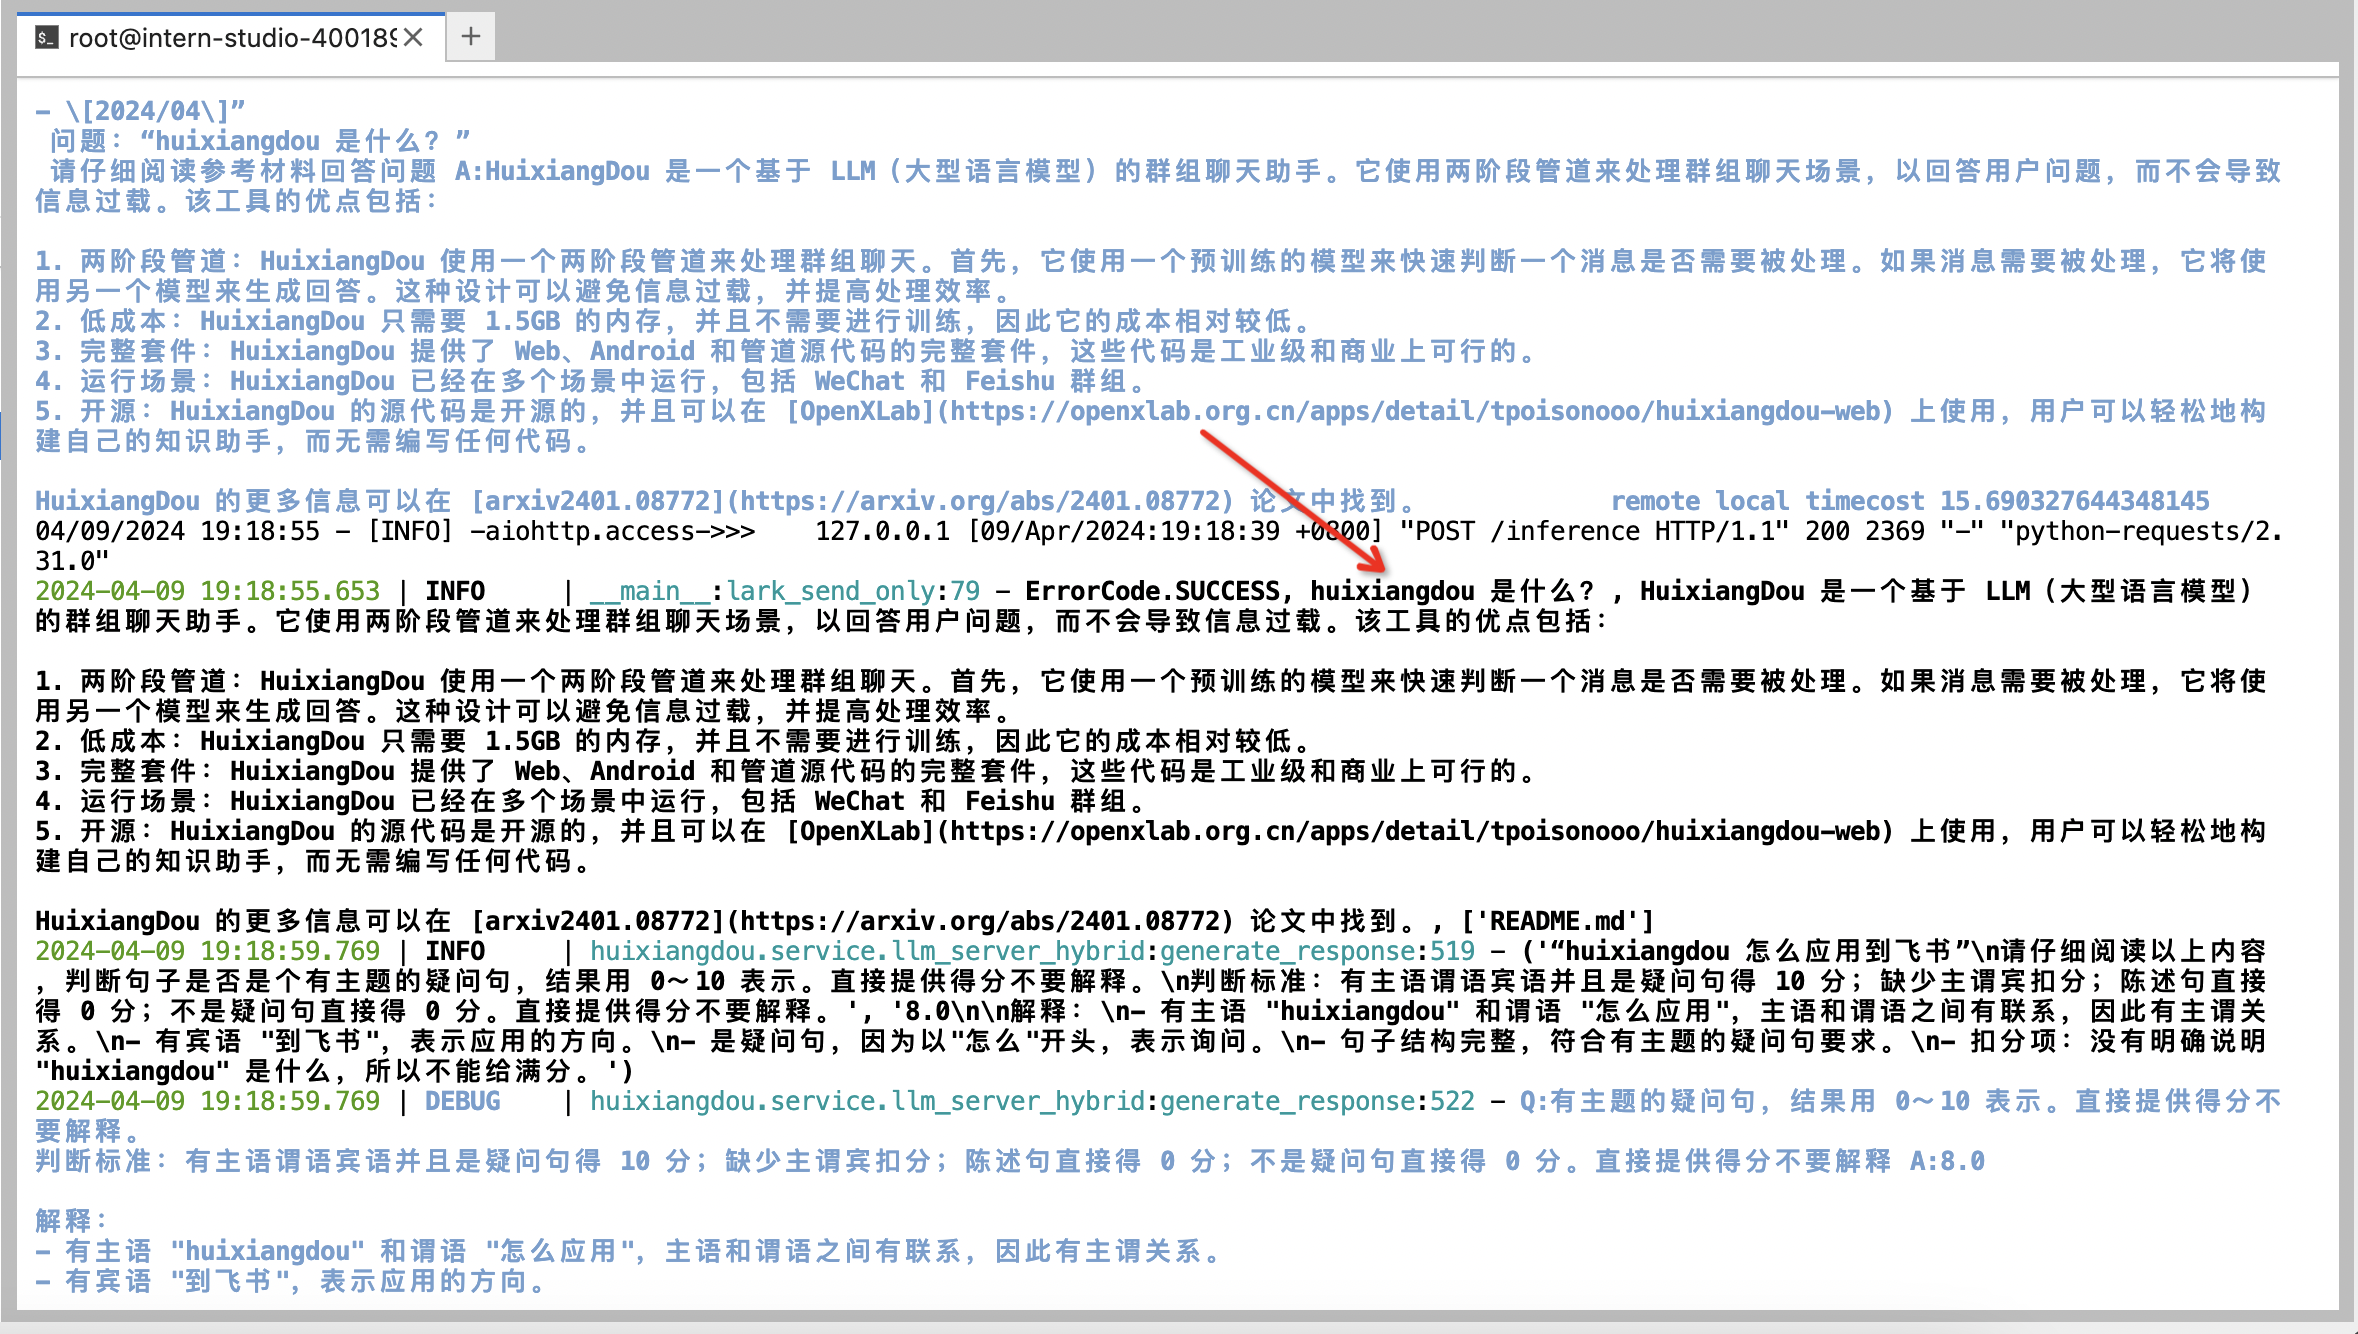 root@intern-studio-400189
- \[2024/04\]”
问题：“huixiangdou 是什么？”
请仔细阅读参考材料回答问题 A:HuixiangDou 是一个基于 LLM（大型语言模型）的群组聊天助手。它使用两阶段管道来处理群组聊天场景，以回答用户问题，而不会导致
信息过载。该工具的优点包括：
1. 两阶段管道：HuixiangDou 使用一个两阶段管道来处理群组聊天。首先，它使用一个预训练的模型来快速判断一个消息是否需要被处理。如果消息需要被处理，它将使
用另一个模型来生成回答。这种设计可以避免信息过载，并提高处理效率。
2. 低成本：HuixiangDou 只需要 1.5GB 的内存，并且不需要进行训练，因此它的成本相对较低。
3. 完整套件：HuixiangDou 提供了 Web、Android 和管道源代码的完整套件，这些代码是工业级和商业上可行的。
4. 运行场景：HuixiangDou 已经在多个场景中运行，包括 WeChat 和 Feishu 群组。
5. 开源：HuixiangDou 的源代码是开源的，并且可以在 [OpenXLab](https://openxlab.org.cn/apps/detail/tpoisonooo/huixiangdou-web) 上使用，用户可以轻松地构
建自己的知识助手，而无需编写任何代码。
HuixiangDou 的更多信息可以在 [arxiv2401.08772](https://arxiv.org/abs/2401.08772) 论文中找到。 remote local timecost 15.690327644348145
04/09/2024 19:18:55 - [INFO] -aiohttp.access->>> 127.0.0.1 [09/Apr/2024:19:18:39 +0800] "POST /inference HTTP/1.1" 200 2369 "-" "python-requests/2.
31.0"
2024-04-09 19:18:55.653 | INFO | __main__:lark_send_only:79 - ErrorCode.SUCCESS, huixiangdou 是什么？, HuixiangDou 是一个基于 LLM（大型语言模型）
的群组聊天助手。它使用两阶段管道来处理群组聊天场景，以回答用户问题，而不会导致信息过载。该工具的优点包括：
1. 两阶段管道：HuixiangDou 使用一个两阶段管道来处理群组聊天。首先，它使用一个预训练的模型来快速判断一个消息是否需要被处理。如果消息需要被处理，它将使
用另一个模型来生成回答。这种设计可以避免信息过载，并提高处理效率。
2. 低成本：HuixiangDou 只需要 1.5GB 的内存，并且不需要进行训练，因此它的成本相对较低。
3. 完整套件：HuixiangDou 提供了 Web、Android 和管道源代码的完整套件，这些代码是工业级和商业上可行的。
4. 运行场景：HuixiangDou 已经在多个场景中运行，包括 WeChat 和 Feishu 群组。
5. 开源：HuixiangDou 的源代码是开源的，并且可以在 [OpenXLab](https://openxlab.org.cn/apps/detail/tpoisonooo/huixiangdou-web) 上使用，用户可以轻松地构
建自己的知识助手，而无需编写任何代码。
HuixiangDou 的更多信息可以在 [arxiv2401.08772](https://arxiv.org/abs/2401.08772) 论文中找到。, ['README.md']
2024-04-09 19:18:59.769 | INFO | huixiangdou.service.llm_server_hybrid:generate_response:519 - ('“huixiangdou 怎么应用到飞书”\n请仔细阅读以上内容
，判断句子是否是个有主题的疑问句，结果用 0～10 表示。直接提供得分不要解释。\n判断标准：有主语谓语宾语并且是疑问句得 10 分；缺少主谓宾扣分；陈述句直接
得 0 分；不是疑问句直接得 0 分。直接提供得分不要解释。', '8.0\n\n解释：\n- 有主语 "huixiangdou" 和谓语 "怎么应用"，主语和谓语之间有联系，因此有主谓关
系。\n- 有宾语 "到飞书"，表示应用的方向。\n- 是疑问句，因为以"怎么"开头，表示询问。\n- 句子结构完整，符合有主题的疑问句要求。\n- 扣分项：没有明确说明
"huixiangdou" 是什么，所以不能给满分。')
2024-04-09 19:18:59.769 | DEBUG | huixiangdou.service.llm_server_hybrid:generate_response:522 - Q:有主题的疑问句，结果用 0～10 表示。直接提供得分不
要解释。
判断标准：有主语谓语宾语并且是疑问句得 10 分；缺少主谓宾扣分；陈述句直接得 0 分；不是疑问句直接得 0 分。直接提供得分不要解释 A:8.0
解释：
- 有主语 "huixiangdou" 和谓语 "怎么应用"，主语和谓语之间有联系，因此有主谓关系。
- 有宾语 "到飞书"，表示应用的方向。